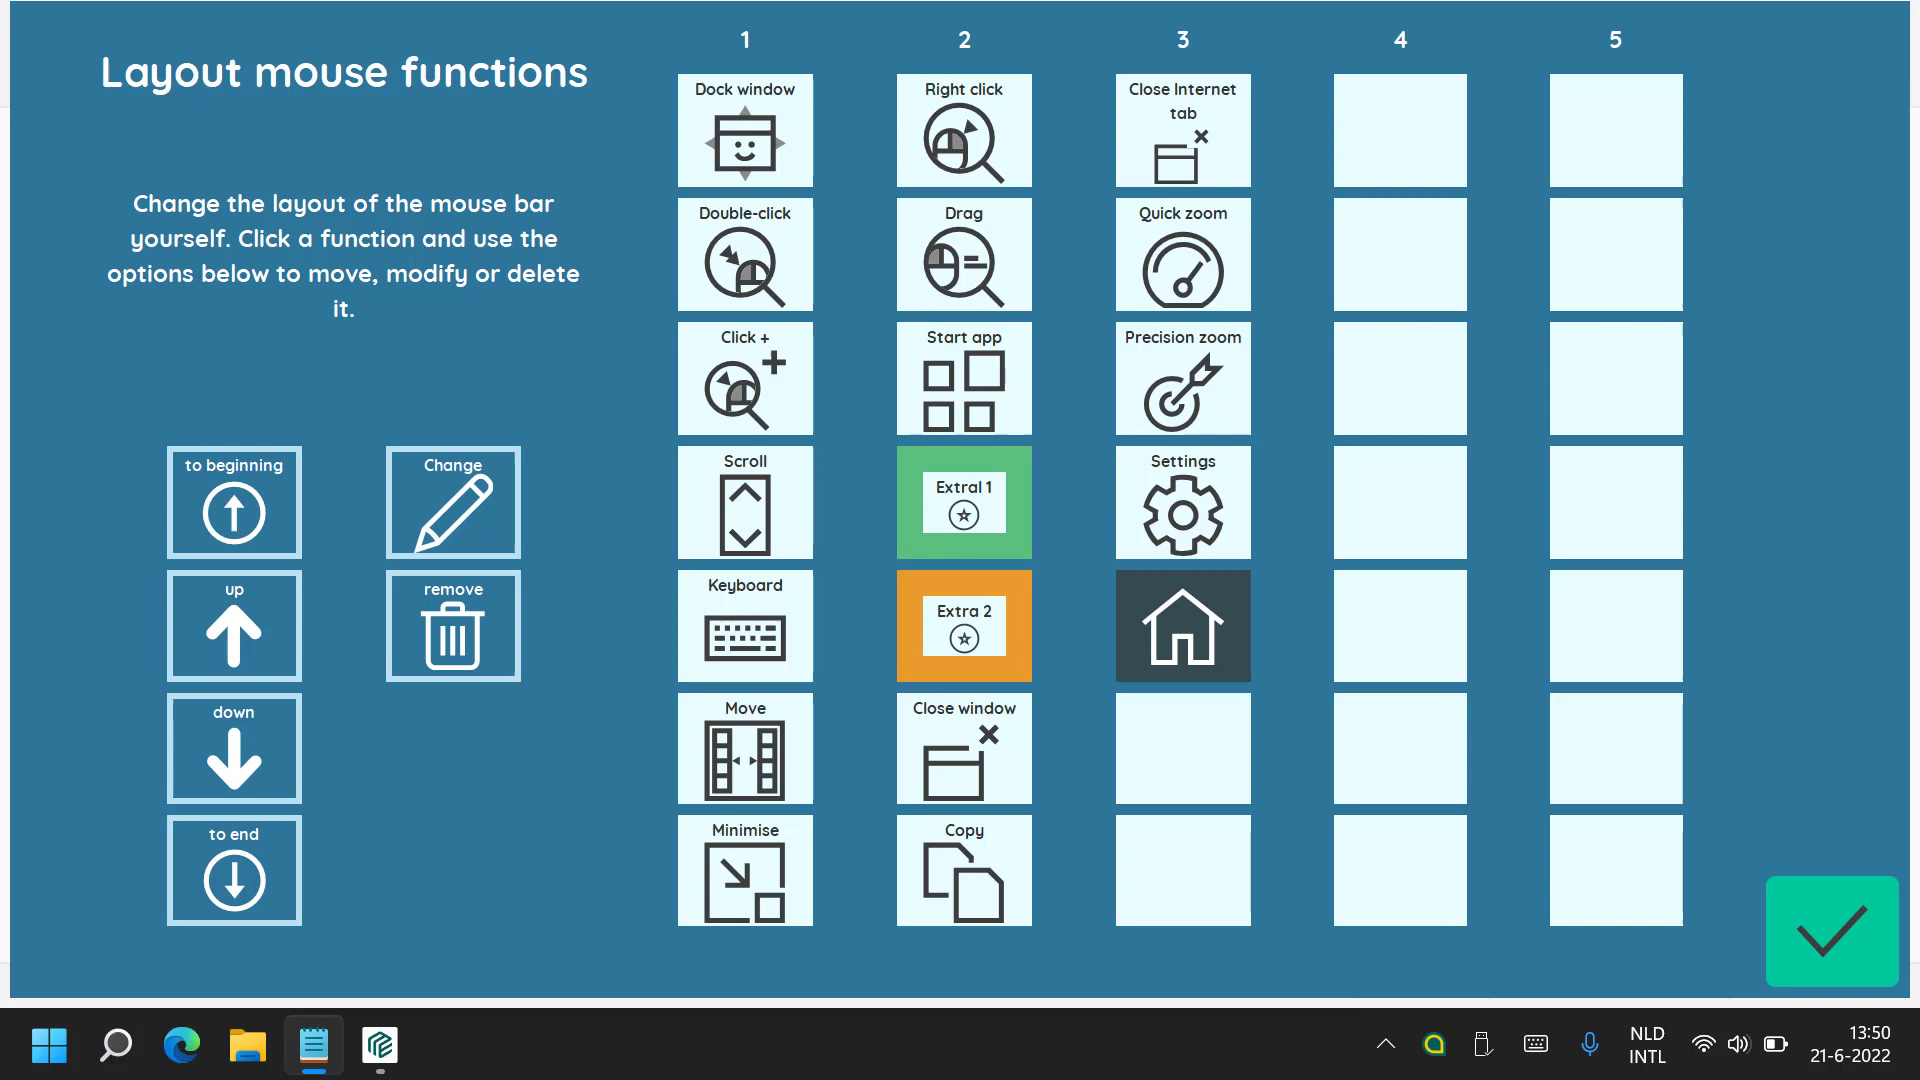 Layout mouse functions
Change the layout of the mouse bar
yourself. Click a function and use the
options below to move, modify or delete
it.
to beginning
Change
up
remove
down
to end
1
2
3
4
5
Dock window
Right click
Close Internet
tab
Double-click
Drag
Quick zoom
Click +
Start app
Precision zoom
Scroll
Extral 1
Settings
Keyboard
Extra 2
Move
Close window
Minimise
Copy
NLD
INTL
13:50
21-6-2022